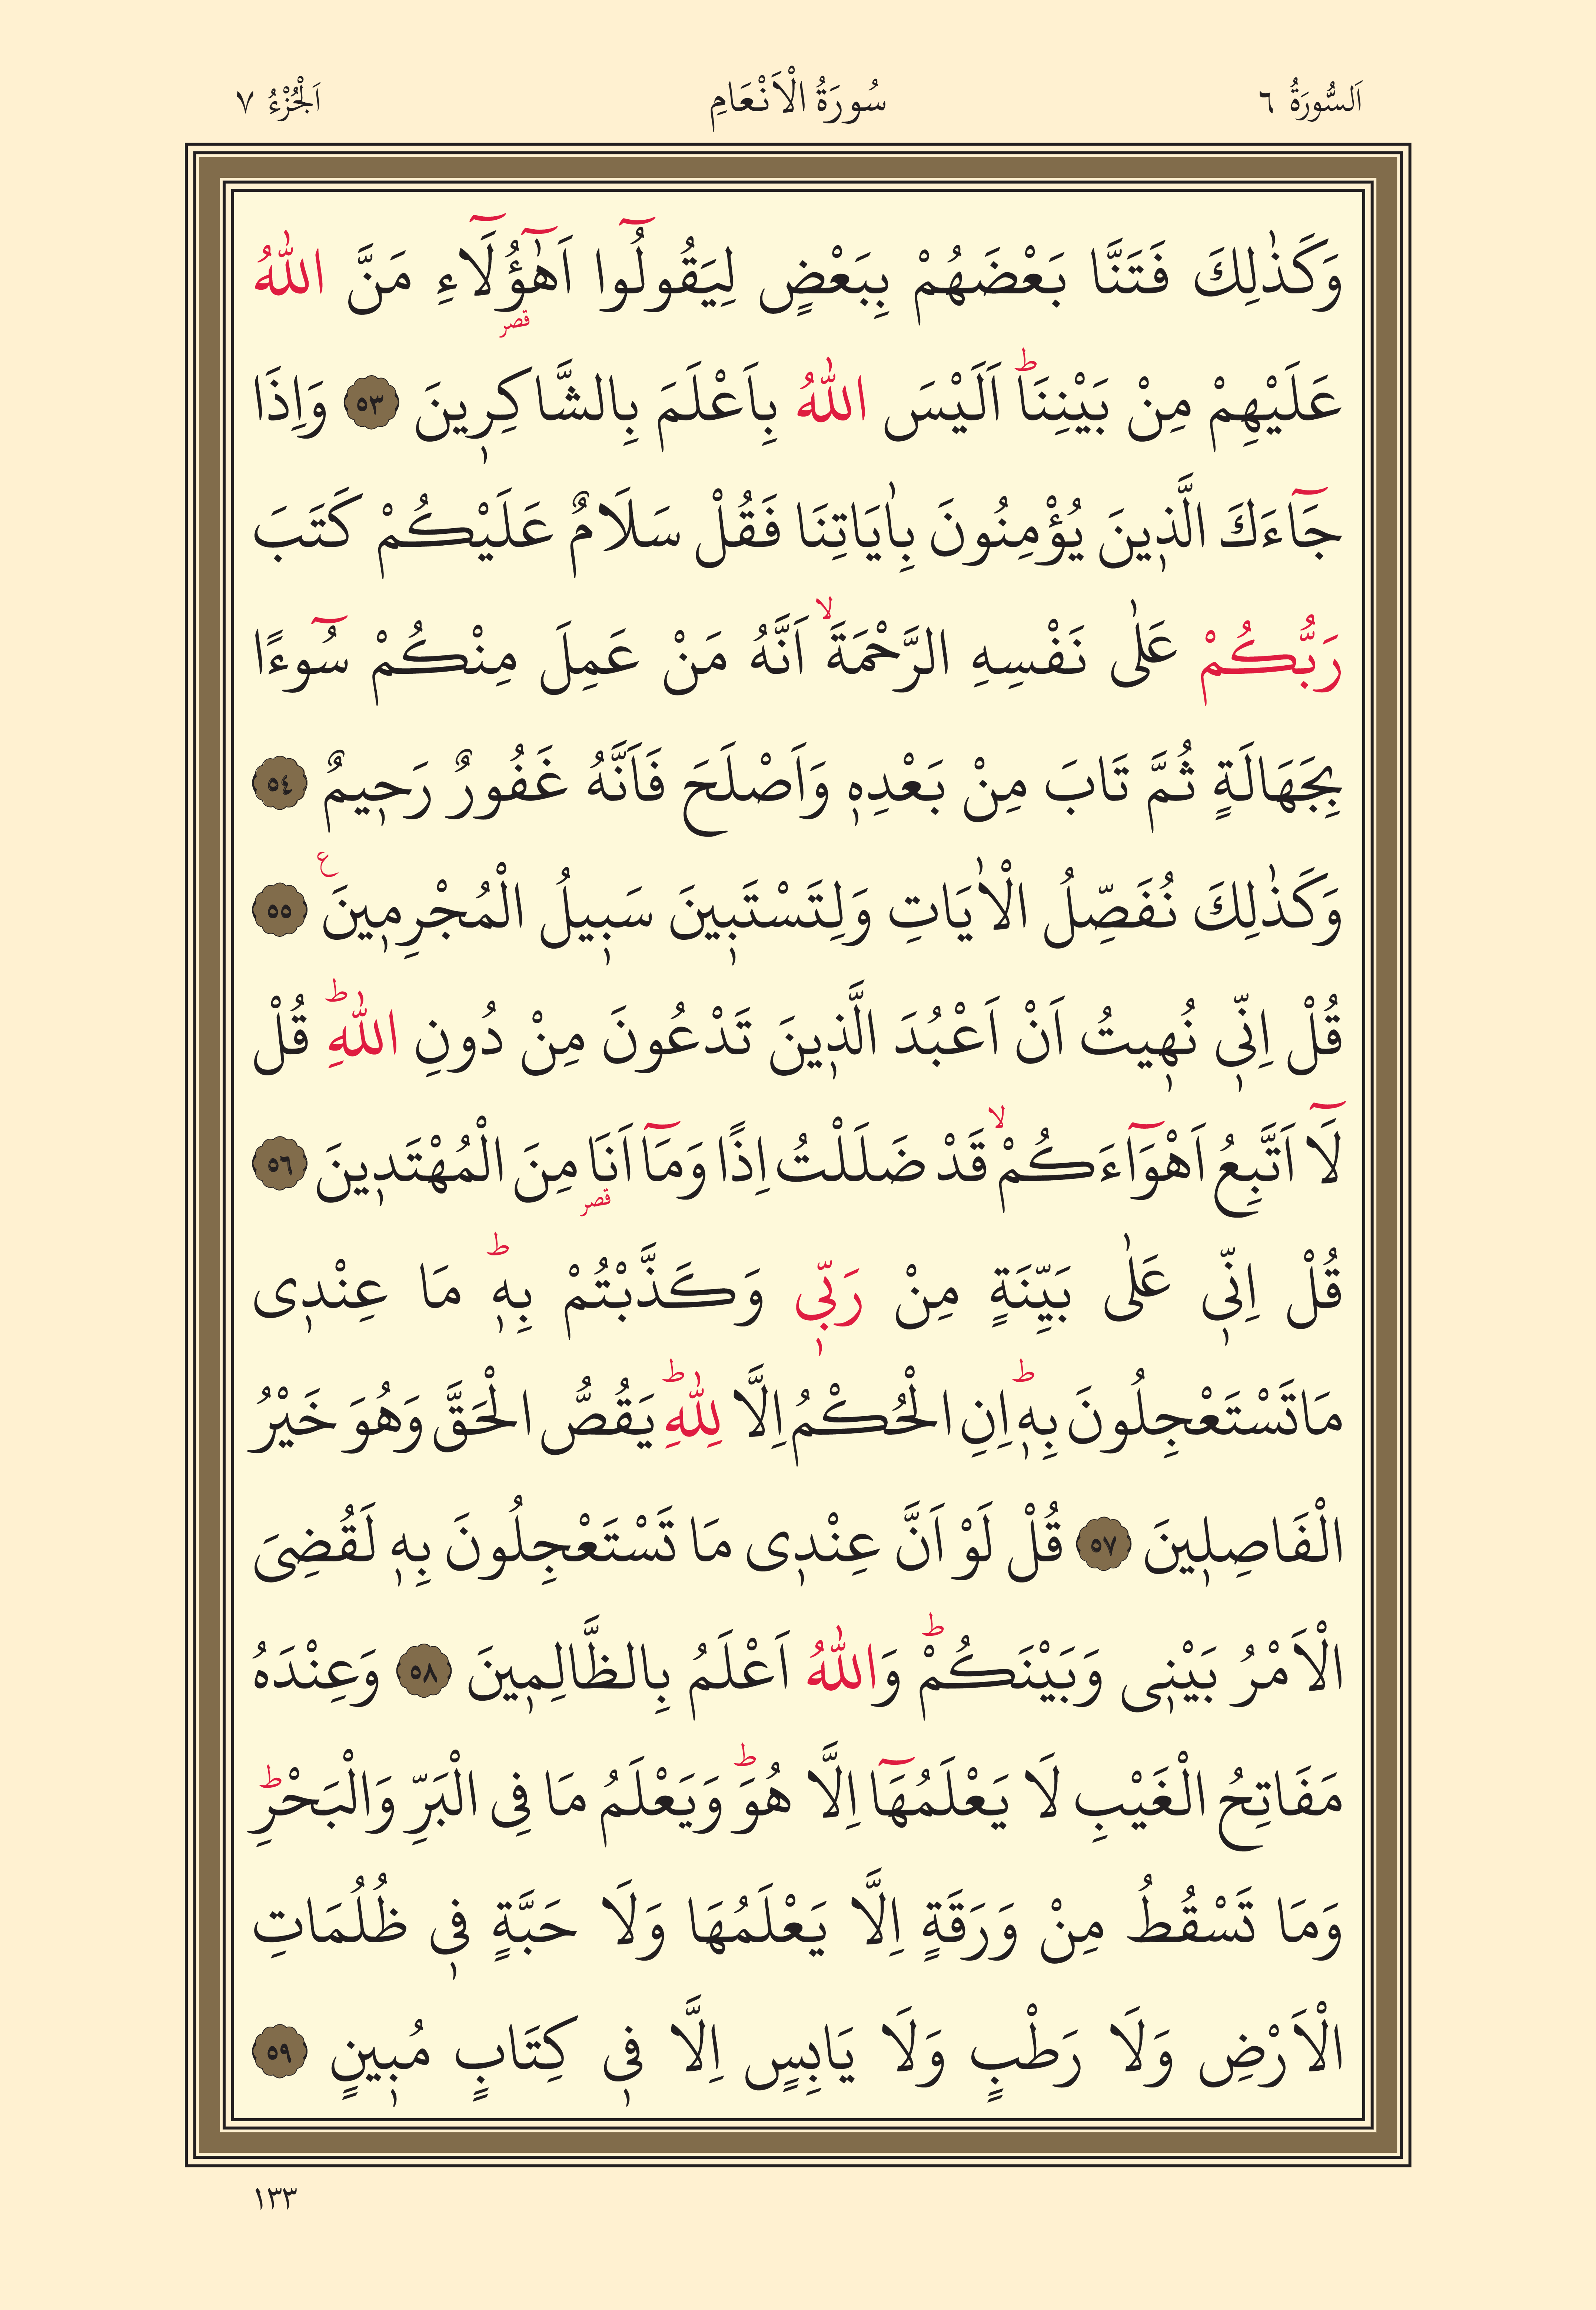 اَلسُّورَةُ ٦
سُورَةُ الْاَنْعَامِ
اَلْجُزْءُ ٧
وَكَذٰلِكَ فَتَنَّا بَعْضَهُمْ بِبَعْضٍ لِيَقُولُٓوا اَهٰٓؤُ۬لَٓاءِ مَنَّ اللّٰهُ
قصر
عَلَيْهِمْ مِنْ بَيْنِنَاۜ اَلَيْسَ اللّٰهُ بِاَعْلَمَ بِالشَّاكِر۪ينَ ٥٣ وَاِذَا
جَٓاءَكَ الَّذ۪ينَ يُؤْمِنُونَ بِاٰيَاتِنَا فَقُلْ سَلَامٌ عَلَيْكُمْ كَتَبَ
رَبُّكُمْ عَلٰى نَفْسِهِ الرَّحْمَةَۙ اَنَّهُ مَنْ عَمِلَ مِنْكُمْ سُٓوءًا
بِجَهَالَةٍ ثُمَّ تَابَ مِنْ بَعْدِه۪ وَاَصْلَحَ فَاَنَّهُ غَفُورٌ رَح۪يمٌ ٥٤
وَكَذٰلِكَ نُفَصِّلُ الْاٰيَاتِ وَلِتَسْتَب۪ينَ سَب۪يلُ الْمُجْرِم۪ينَ ع ٥٥
قُلْ اِنّ۪ي نُه۪يتُ اَنْ اَعْبُدَ الَّذ۪ينَ تَدْعُونَ مِنْ دُونِ اللّٰهِۜ قُلْ
لَٓا اَتَّبِعُ اَهْوَٓاءَكُمْۙ قَدْ ضَلَلْتُ اِذًا وَمَٓا اَنَا۬ مِنَ الْمُهْتَد۪ينَ ٥٦
قصر
قُلْ اِنّ۪ي عَلٰى بَيِّنَةٍ مِنْ رَبّ۪ي وَكَذَّبْتُمْ بِه۪ۜ مَا عِنْد۪ي
مَاتَسْتَعْجِلُونَ بِه۪ۜ اِنِ الْحُكْمُ اِلَّا لِلّٰهِۜ يَقُصُّ الْحَقَّ وَهُوَ خَيْرُ
الْفَاصِل۪ينَ ٥٧ قُلْ لَوْ اَنَّ عِنْد۪ي مَا تَسْتَعْجِلُونَ بِه۪ لَقُضِيَ
الْاَمْرُ بَيْن۪ي وَبَيْنَكُمْۜ وَاللّٰهُ اَعْلَمُ بِالظَّالِم۪ينَ ٥٨ وَعِنْدَهُ
مَفَاتِحُ الْغَيْبِ لَا يَعْلَمُهَٓا اِلَّا هُوَۜ وَيَعْلَمُ مَا فِي الْبَرِّ وَالْبَحْرِۜ
وَمَا تَسْقُطُ مِنْ وَرَقَةٍ اِلَّا يَعْلَمُهَا وَلَا حَبَّةٍ ف۪ي ظُلُمَاتِ
الْاَرْضِ وَلَا رَطْبٍ وَلَا يَابِسٍ اِلَّا ف۪ي كِتَابٍ مُب۪ينٍ ٥٩
١٣٣